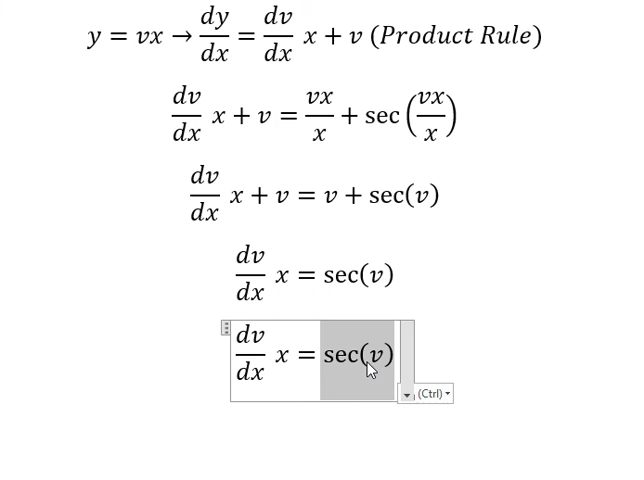 y = vx → dy/dx = dv/dx x + v (Product Rule)
dv/dx x + v = vx/x + sec(vx/x)
dv/dx x + v = v + sec(v)
dv/dx x = sec(v)
dv/dx x = sec(v)
(Ctrl)